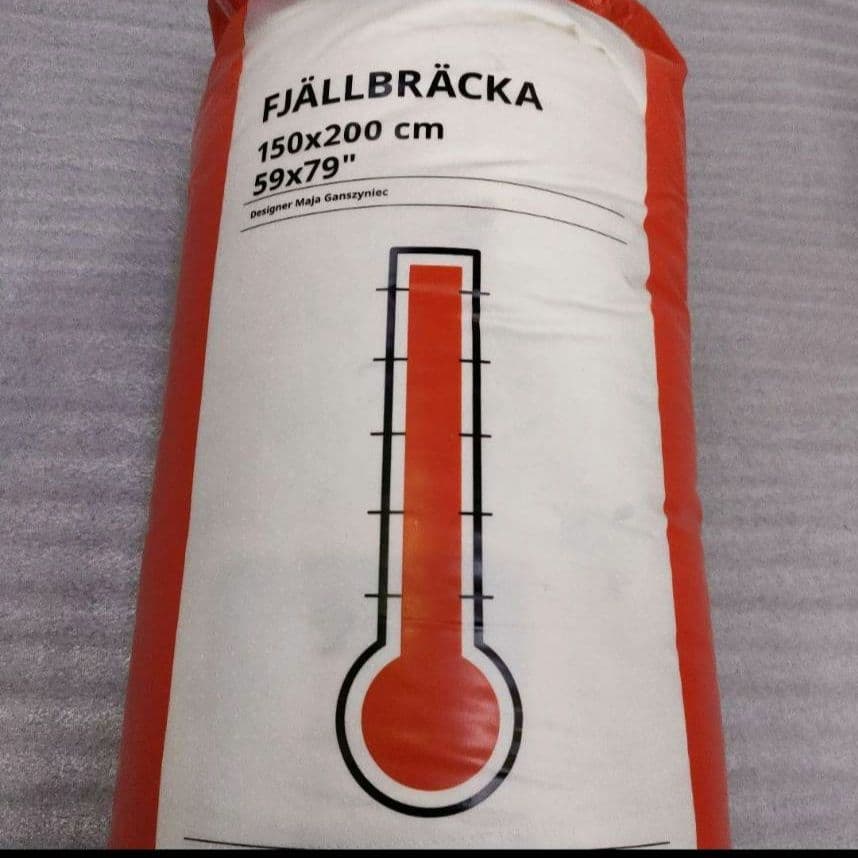 FJÄLLBRÄCKA
150x200 cm
59x79"
Designer Maja Ganszyniec